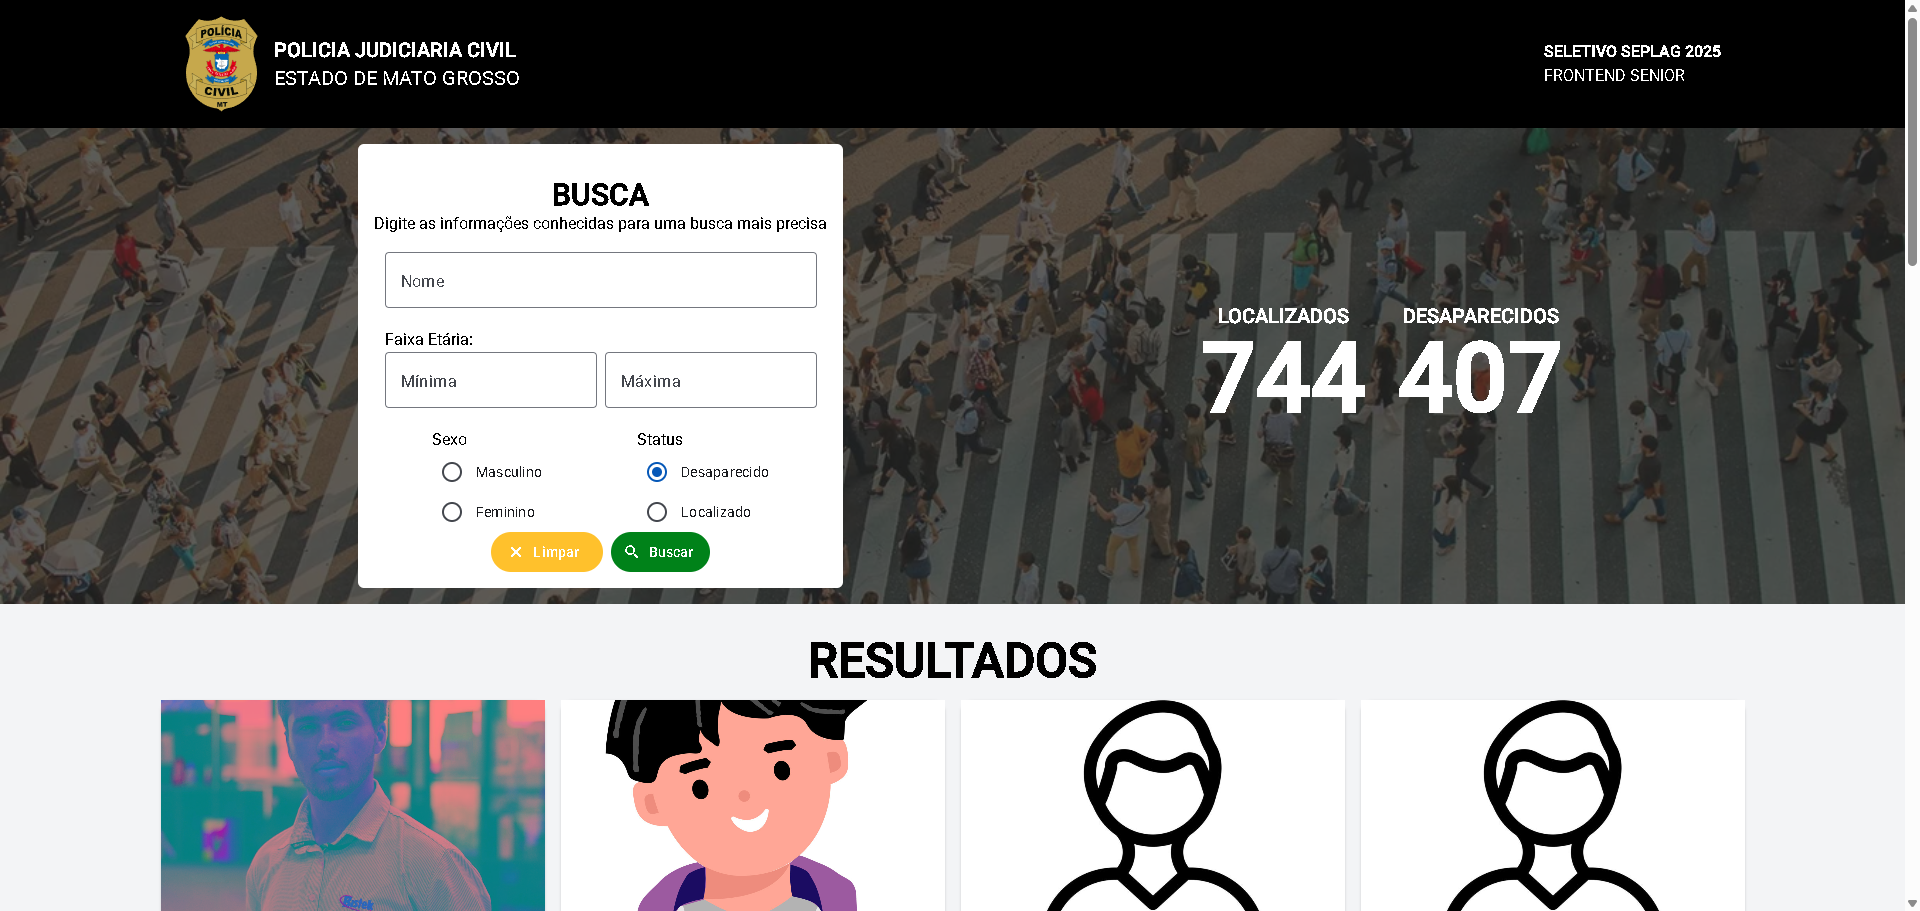 POLÍCIA
CIVIL
MT
POLICIA JUDICIARIA CIVIL
ESTADO DE MATO GROSSO
SELETIVO SEPLAG 2025
FRONTEND SENIOR
BUSCA
Digite as informações conhecidas para uma busca mais precisa
Nome
Faixa Etária:
Mínima
Máxima
Sexo
Status
Masculino
Desaparecido
Feminino
Localizado
Limpar
Buscar
LOCALIZADOS
DESAPARECIDOS
744
407
RESULTADOS